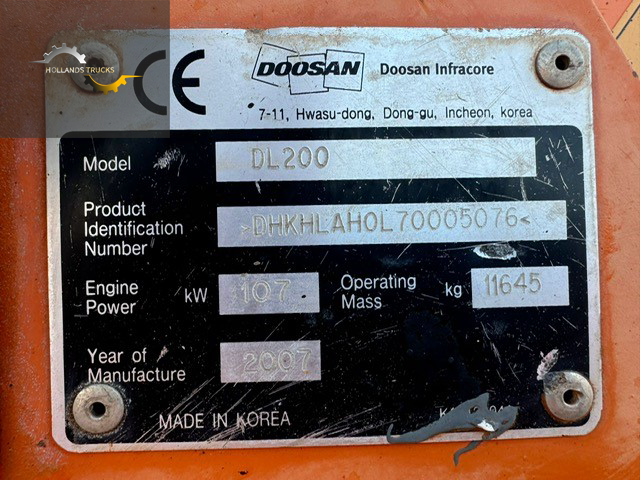 HOLLANDS TRUCKS
CE
DOOSAN Doosan Infracore
7-11, Hwasu-dong, Dong-gu, Incheon, korea
Model DL200
Product
Identification
Number >DHKHLAH0L70005076<
Engine
Power kW 107 Operating
Mass kg 11645
Year of
Manufacture 2007
MADE IN KOREA